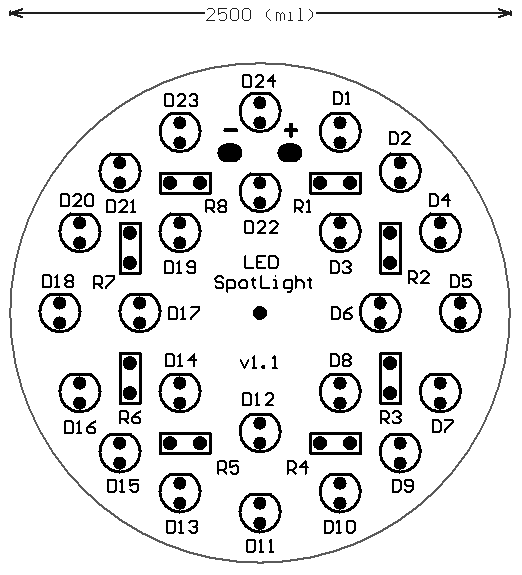 2500 (mil)
D24
D23 D1
- +
D2
D20 D21 R8 R1 D4
D22
D19 D3
LED
R7 R2
SpotLight
D18 D17 D6 D5
D14 v1.1 D8
D12
R6 R3
D16 D7
R5 R4
D15 D9
D13 D10
D11